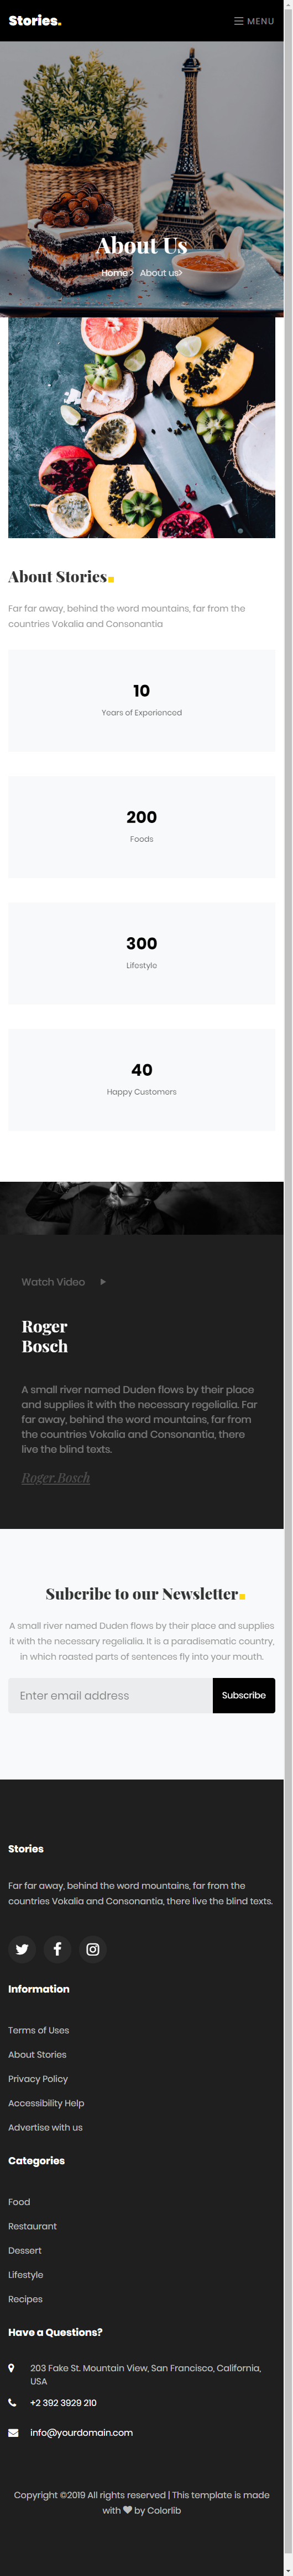 Stories.
MENU
About Us
Home
About us
About Stories.
Far far away, behind the word mountains, far from the
countries Vokalia and Consonantia
10
Years of Experienced
200
Foods
300
Lifestyle
40
Happy Customers
Watch Video
Roger
Bosch
A small river named Duden flows by their place
and supplies it with the necessary regelialia. Far
far away, behind the word mountains, far from
the countries Vokalia and Consonantia, there
live the blind texts.
Roger.Bosch
Subcribe to our Newsletter.
A small river named Duden flows by their place and supplies
it with the necessary regelialia. It is a paradisematic country,
in which roasted parts of sentences fly into your mouth.
Enter email address
Subscribe
Stories
Far far away, behind the word mountains, far from the
countries Vokalia and Consonantia, there live the blind texts.
Information
Terms of Uses
About Stories
Privacy Policy
Accessibility Help
Advertise with us
Categories
Food
Restaurant
Dessert
Lifestyle
Recipes
Have a Questions?
203 Fake St. Mountain View, San Francisco, California,
USA
+2 392 3929 210
info@yourdomain.com
Copyright ©2019 All rights reserved | This template is made
with ♥ by Colorlib